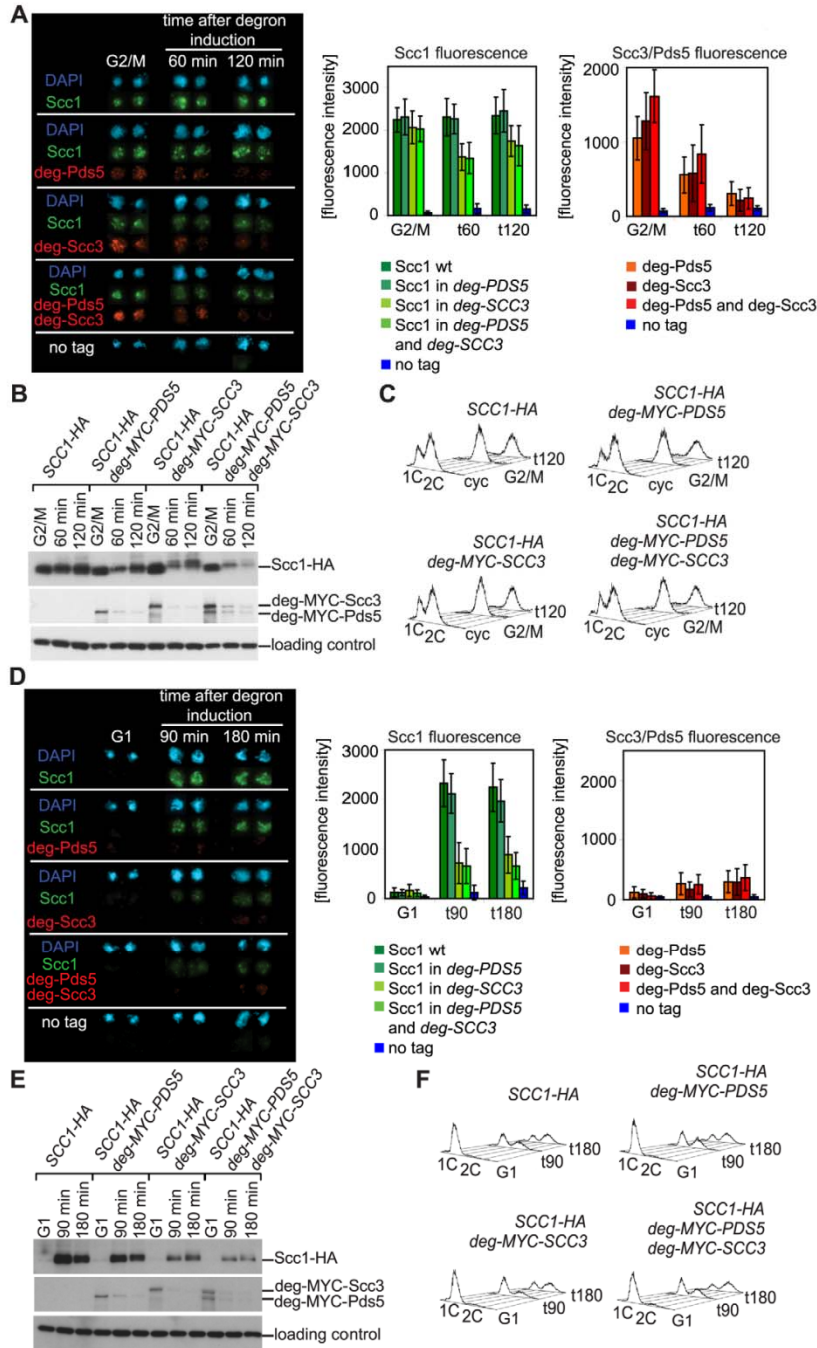 A
time after degron
induction
G2/M 60 min 120 min
DAPI
Scc1
DAPI
Scc1
deg-Pds5
DAPI
Scc1
deg-Scc3
DAPI
Scc1
deg-Pds5
deg-Scc3
no tag
Scc1 fluorescence
[fluorescence intensity]
3000
2000
1000
0
G2/M t60 t120
Scc1 wt
Scc1 in deg-PDS5
Scc1 in deg-SCC3
Scc1 in deg-PDS5
and deg-SCC3
no tag
Scc3/Pds5 fluorescence
[fluorescence intensity]
2000
1000
0
G2/M t60 t120
deg-Pds5
deg-Scc3
deg-Pds5 and deg-Scc3
no tag
B
SCC1-HA
SCC1-HA
deg-MYC-PDS5
SCC1-HA
deg-MYC-SCC3
SCC1-HA
deg-MYC-PDS5
deg-MYC-SCC3
G2/M 60 min 120 min G2/M 60 min 120 min G2/M 60 min 120 min G2/M 60 min 120 min
Scc1-HA
deg-MYC-Scc3
deg-MYC-Pds5
loading control
C
SCC1-HA
1C 2C cyc G2/M t120
SCC1-HA
deg-MYC-PDS5
1C 2C cyc G2/M t120
SCC1-HA
deg-MYC-SCC3
1C 2C cyc G2/M t120
SCC1-HA
deg-MYC-PDS5
deg-MYC-SCC3
1C 2C cyc G2/M t120
D
time after degron
induction
G1 90 min 180 min
DAPI
Scc1
DAPI
Scc1
deg-Pds5
DAPI
Scc1
deg-Scc3
DAPI
Scc1
deg-Pds5
deg-Scc3
no tag
Scc1 fluorescence
[fluorescence intensity]
3000
2000
1000
0
G1 t90 t180
Scc1 wt
Scc1 in deg-PDS5
Scc1 in deg-SCC3
Scc1 in deg-PDS5
and deg-SCC3
no tag
Scc3/Pds5 fluorescence
[fluorescence intensity]
2000
1000
0
G1 t90 t180
deg-Pds5
deg-Scc3
deg-Pds5 and deg-Scc3
no tag
E
SCC1-HA
SCC1-HA
deg-MYC-PDS5
SCC1-HA
deg-MYC-SCC3
SCC1-HA
deg-MYC-PDS5
deg-MYC-SCC3
G1 90 min 180 min G1 90 min 180 min G1 90 min 180 min G1 90 min 180 min
Scc1-HA
deg-MYC-Scc3
deg-MYC-Pds5
loading control
F
SCC1-HA
1C 2C G1 t90 t180
SCC1-HA
deg-MYC-PDS5
1C 2C G1 t90 t180
SCC1-HA
deg-MYC-SCC3
1C 2C G1 t90 t180
SCC1-HA
deg-MYC-PDS5
deg-MYC-SCC3
1C 2C G1 t90 t180